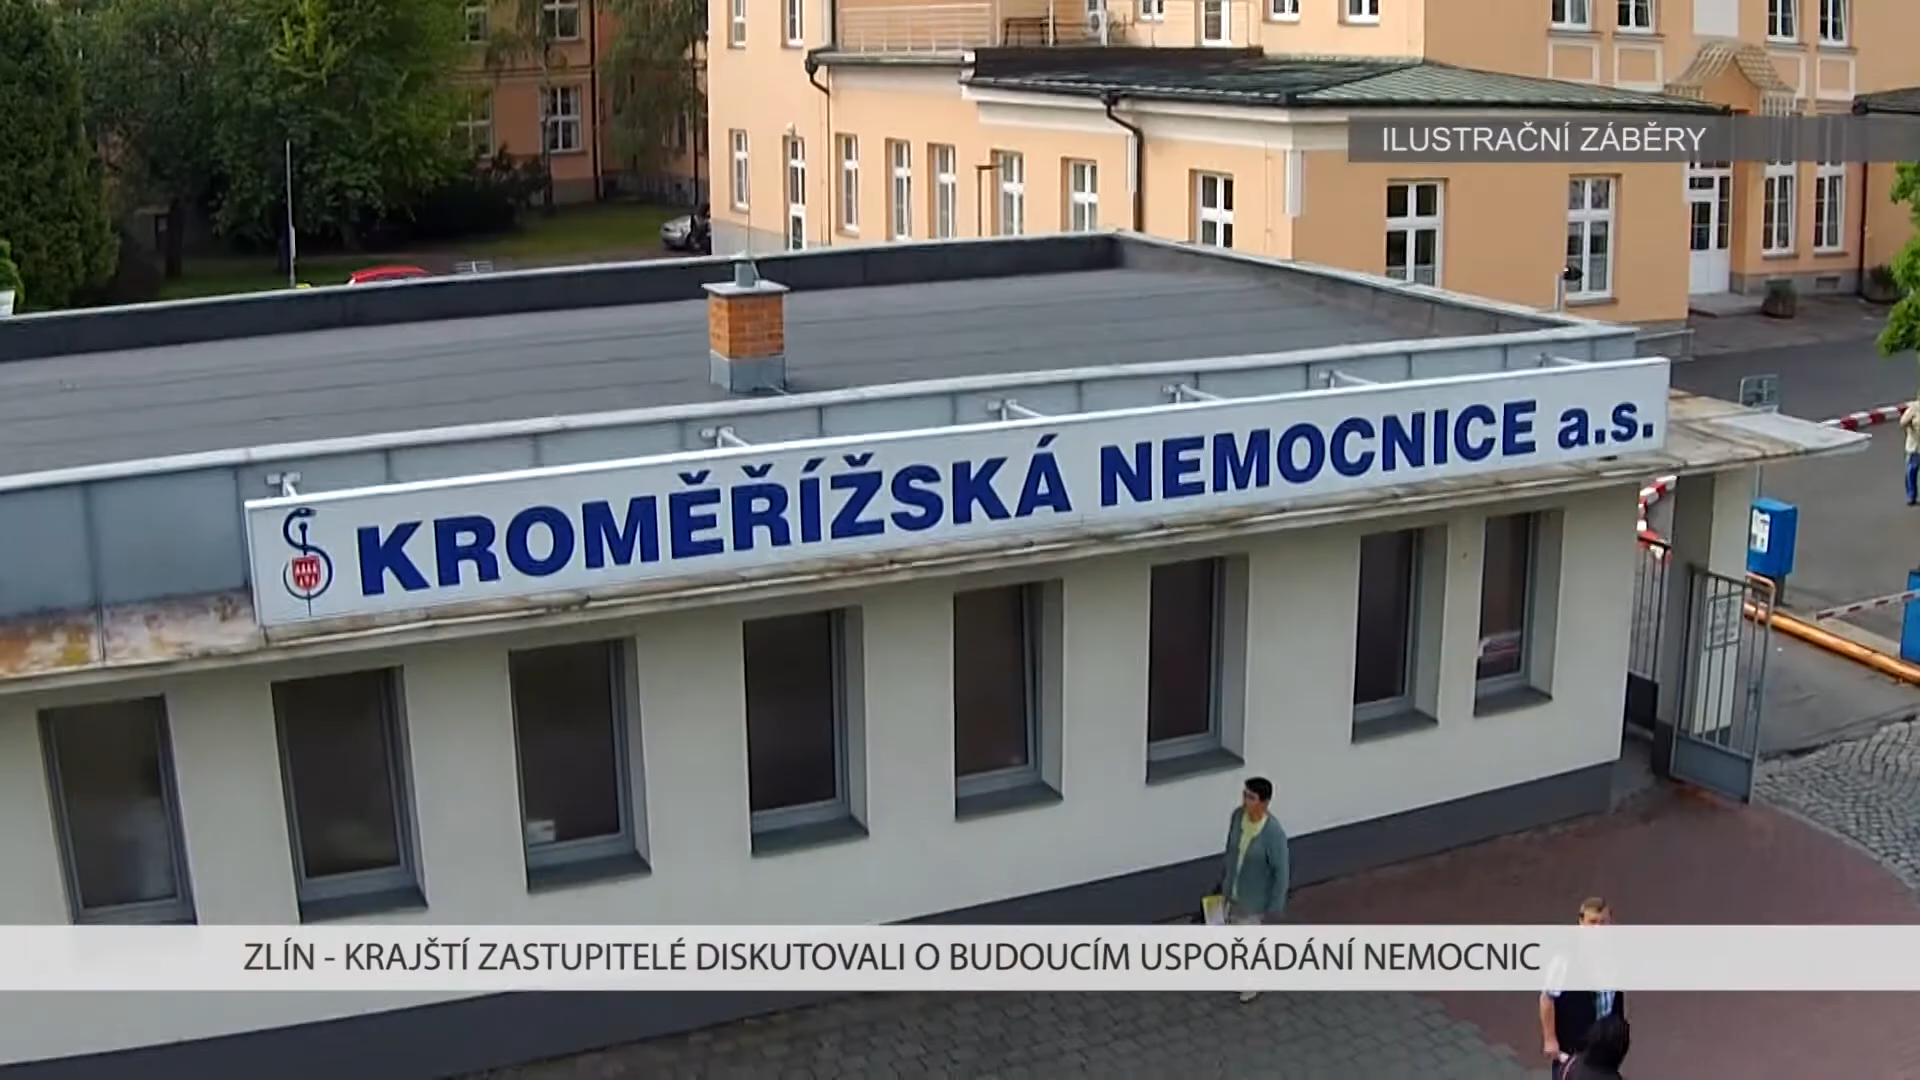 ILUSTRAČNÍ ZÁBĚRY
KROMĚŘÍŽSKÁ NEMOCNICE a.s.
ZLÍN - KRAJŠTÍ ZASTUPITELÉ DISKUTOVALI O BUDOUCÍM USPOŘÁDÁNÍ NEMOCNIC